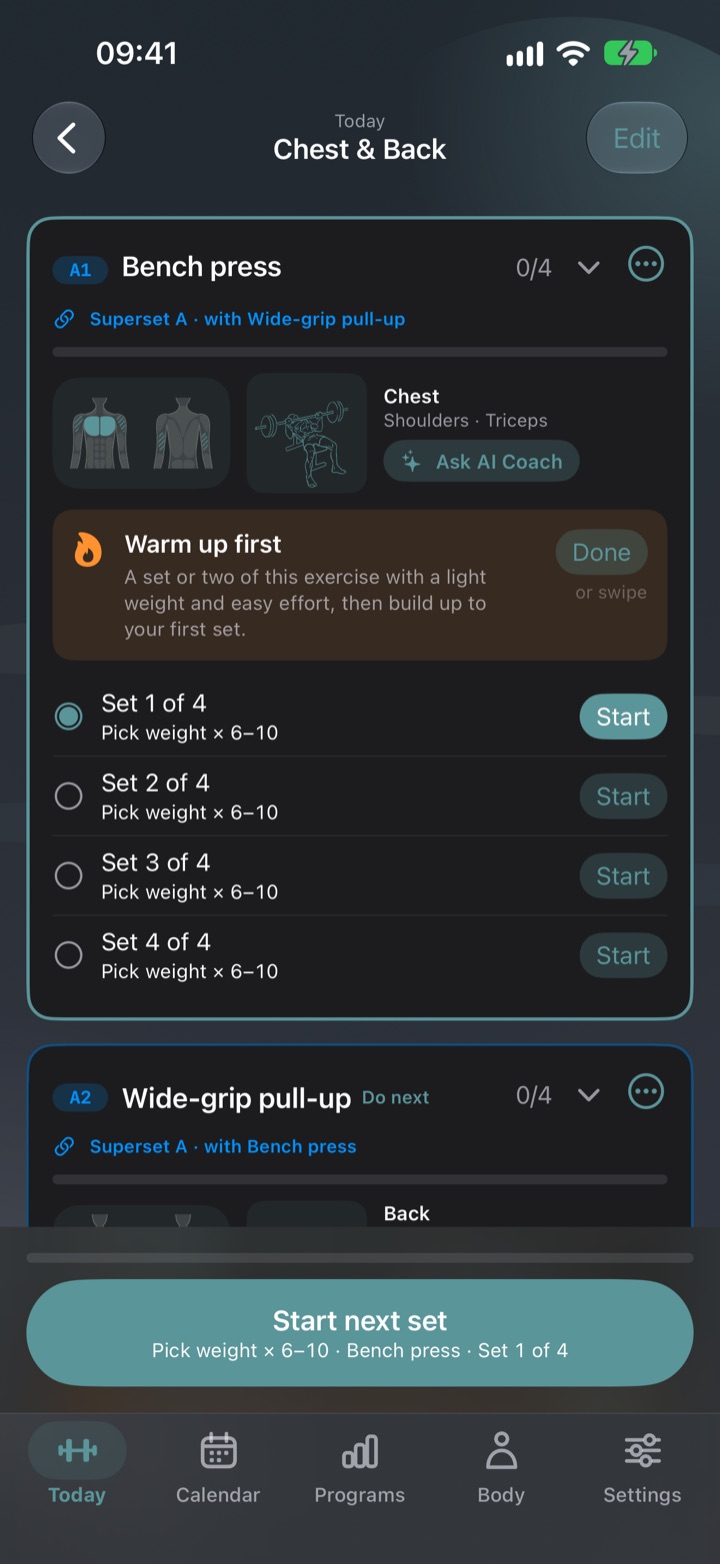 09:41
Today
Chest & Back
Edit
A1 Bench press 0/4
Superset A · with Wide-grip pull-up
Chest
Shoulders · Triceps
Ask AI Coach
Warm up first
Done
A set or two of this exercise with a light
weight and easy effort, then build up to
your first set.
or swipe
Set 1 of 4
Pick weight × 6–10
Start
Set 2 of 4
Pick weight × 6–10
Start
Set 3 of 4
Pick weight × 6–10
Start
Set 4 of 4
Pick weight × 6–10
Start
A2 Wide-grip pull-up Do next 0/4
Superset A · with Bench press
Back
Start next set
Pick weight × 6–10 · Bench press · Set 1 of 4
Today Calendar Programs Body Settings